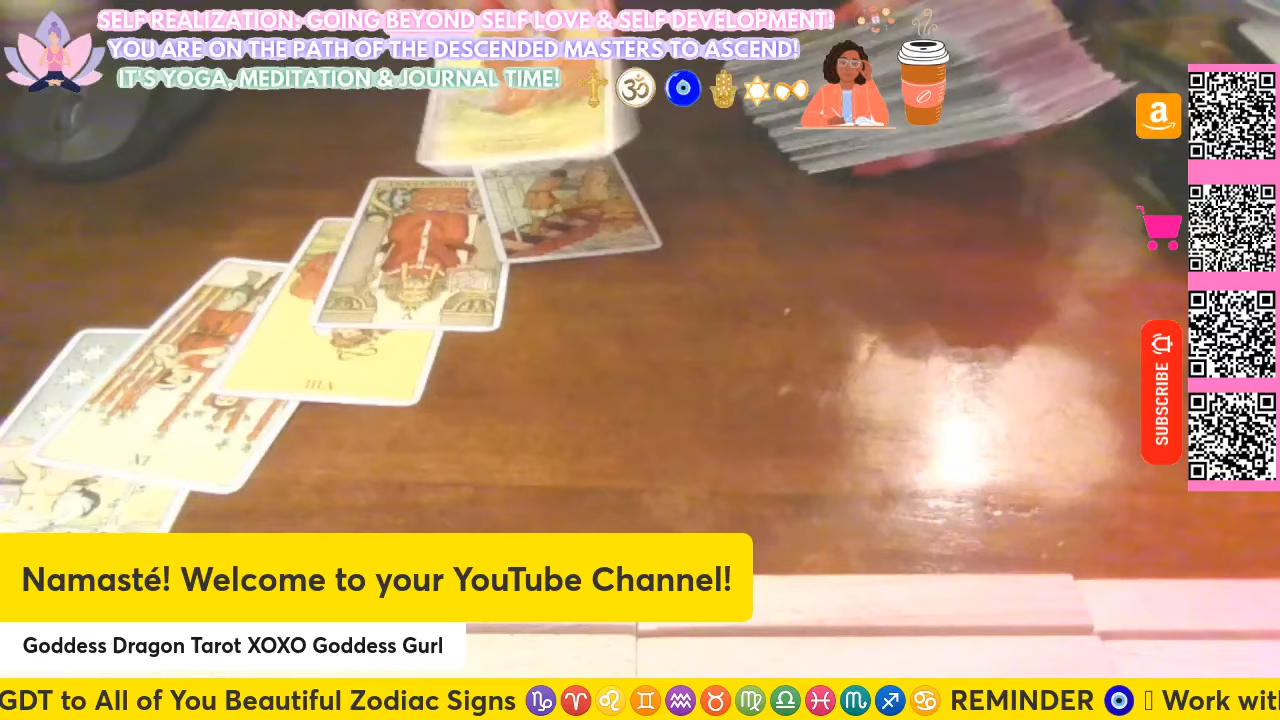 SELF REALIZATION: GOING BEYOND SELF LOVE & SELF DEVELOPMENT!
YOU ARE ON THE PATH OF THE DESCENDED MASTERS TO ASCEND!
IT'S YOGA, MEDITATION & JOURNAL TIME!
a
SUBSCRIBE
VIII
Namasté! Welcome to your YouTube Channel!
Goddess Dragon Tarot XOXO Goddess Gurl
GDT to All of You Beautiful Zodiac Signs ♑♈♌♊♒♉♍♎♓♏♐♋ REMINDER 🧿 Work wit